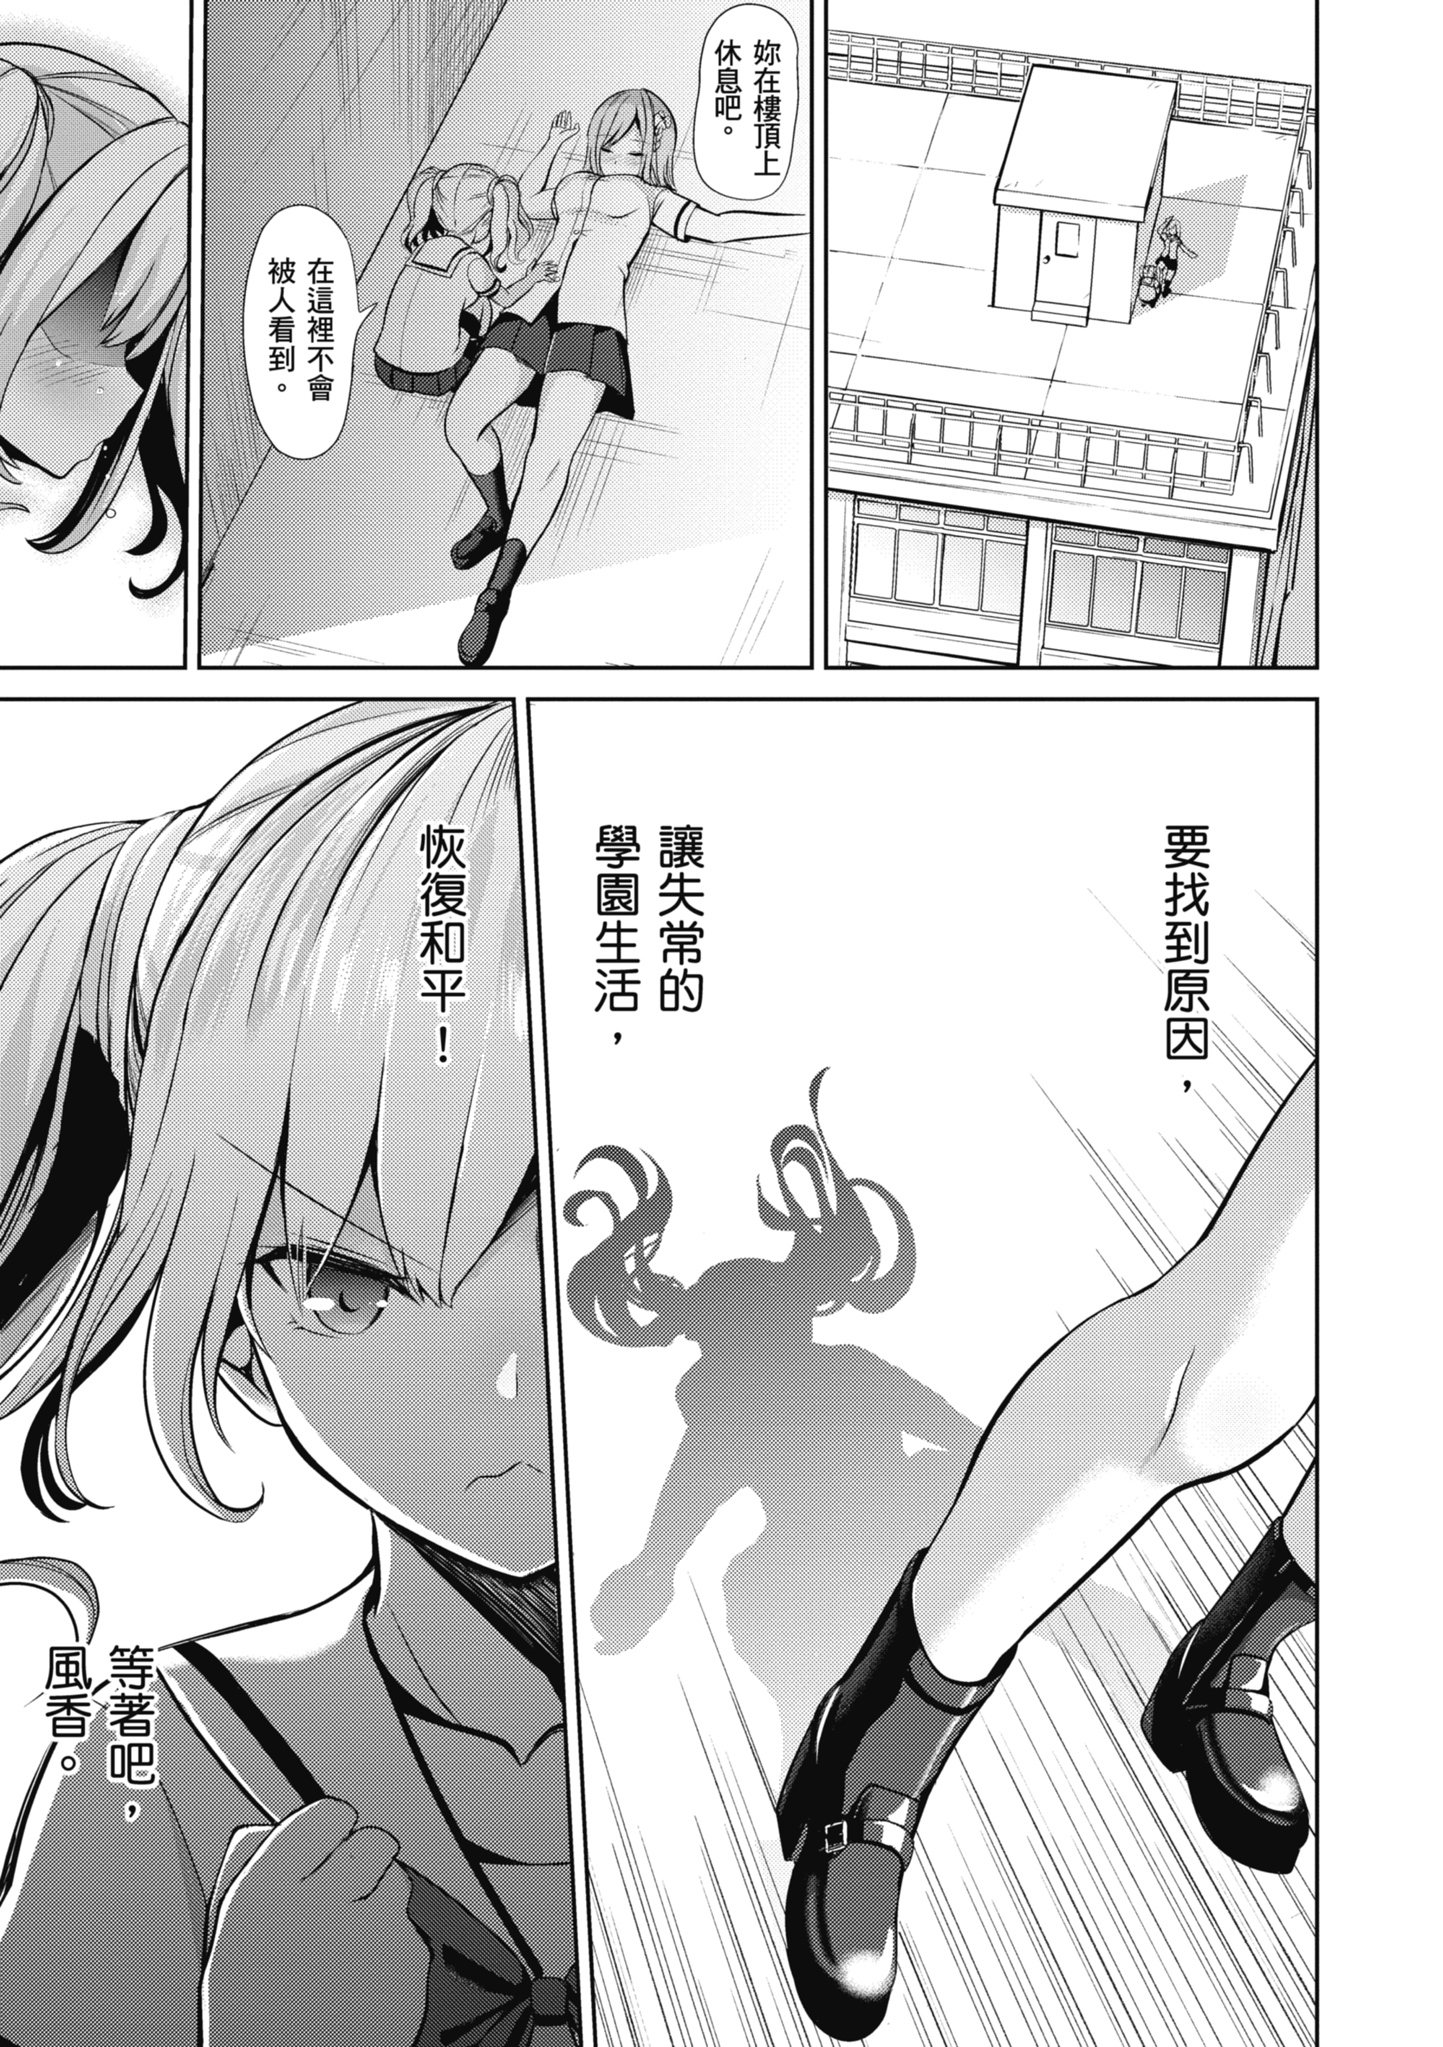 妳在樓頂上
休息吧。
在這裡不會
被人看到。
要找到原因，
讓失常的
學園生活，
恢復和平！
等著吧，
風香。